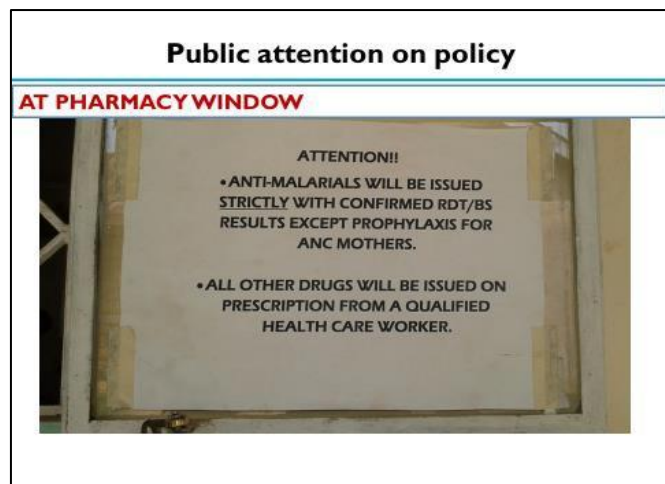 Public attention on policy
AT PHARMACY WINDOW
ATTENTION!!
•ANTI-MALARIALS WILL BE ISSUED
STRICTLY WITH CONFIRMED RDT/BS
RESULTS EXCEPT PROPHYLAXIS FOR
ANC MOTHERS.
•ALL OTHER DRUGS WILL BE ISSUED ON
PRESCRIPTION FROM A QUALIFIED
HEALTH CARE WORKER.